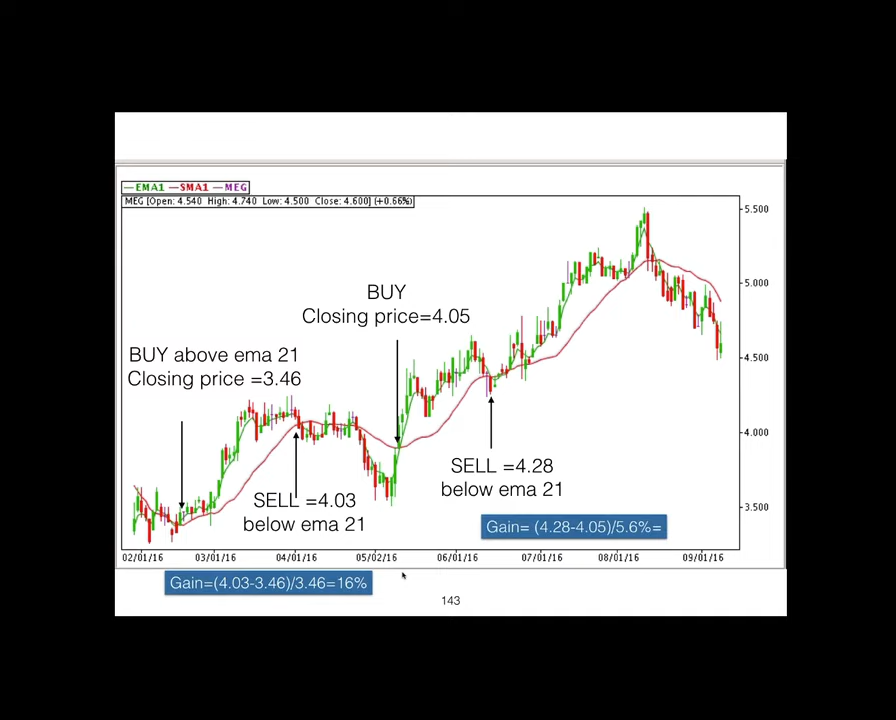 EMA1 SMA1 MEG
MEG [Open: 4.540 High: 4.740 Low: 4.500 Close: 4.600] (+0.66%)
5.500
5.000
4.500
4.000
3.500
BUY
Closing price=4.05
BUY above ema 21
Closing price =3.46
SELL =4.28
below ema 21
SELL =4.03
below ema 21
Gain= (4.28-4.05)/5.6%=
02/01/16 03/01/16 04/01/16 05/02/16 06/01/16 07/01/16 08/01/16 09/01/16
Gain=(4.03-3.46)/3.46=16%
143